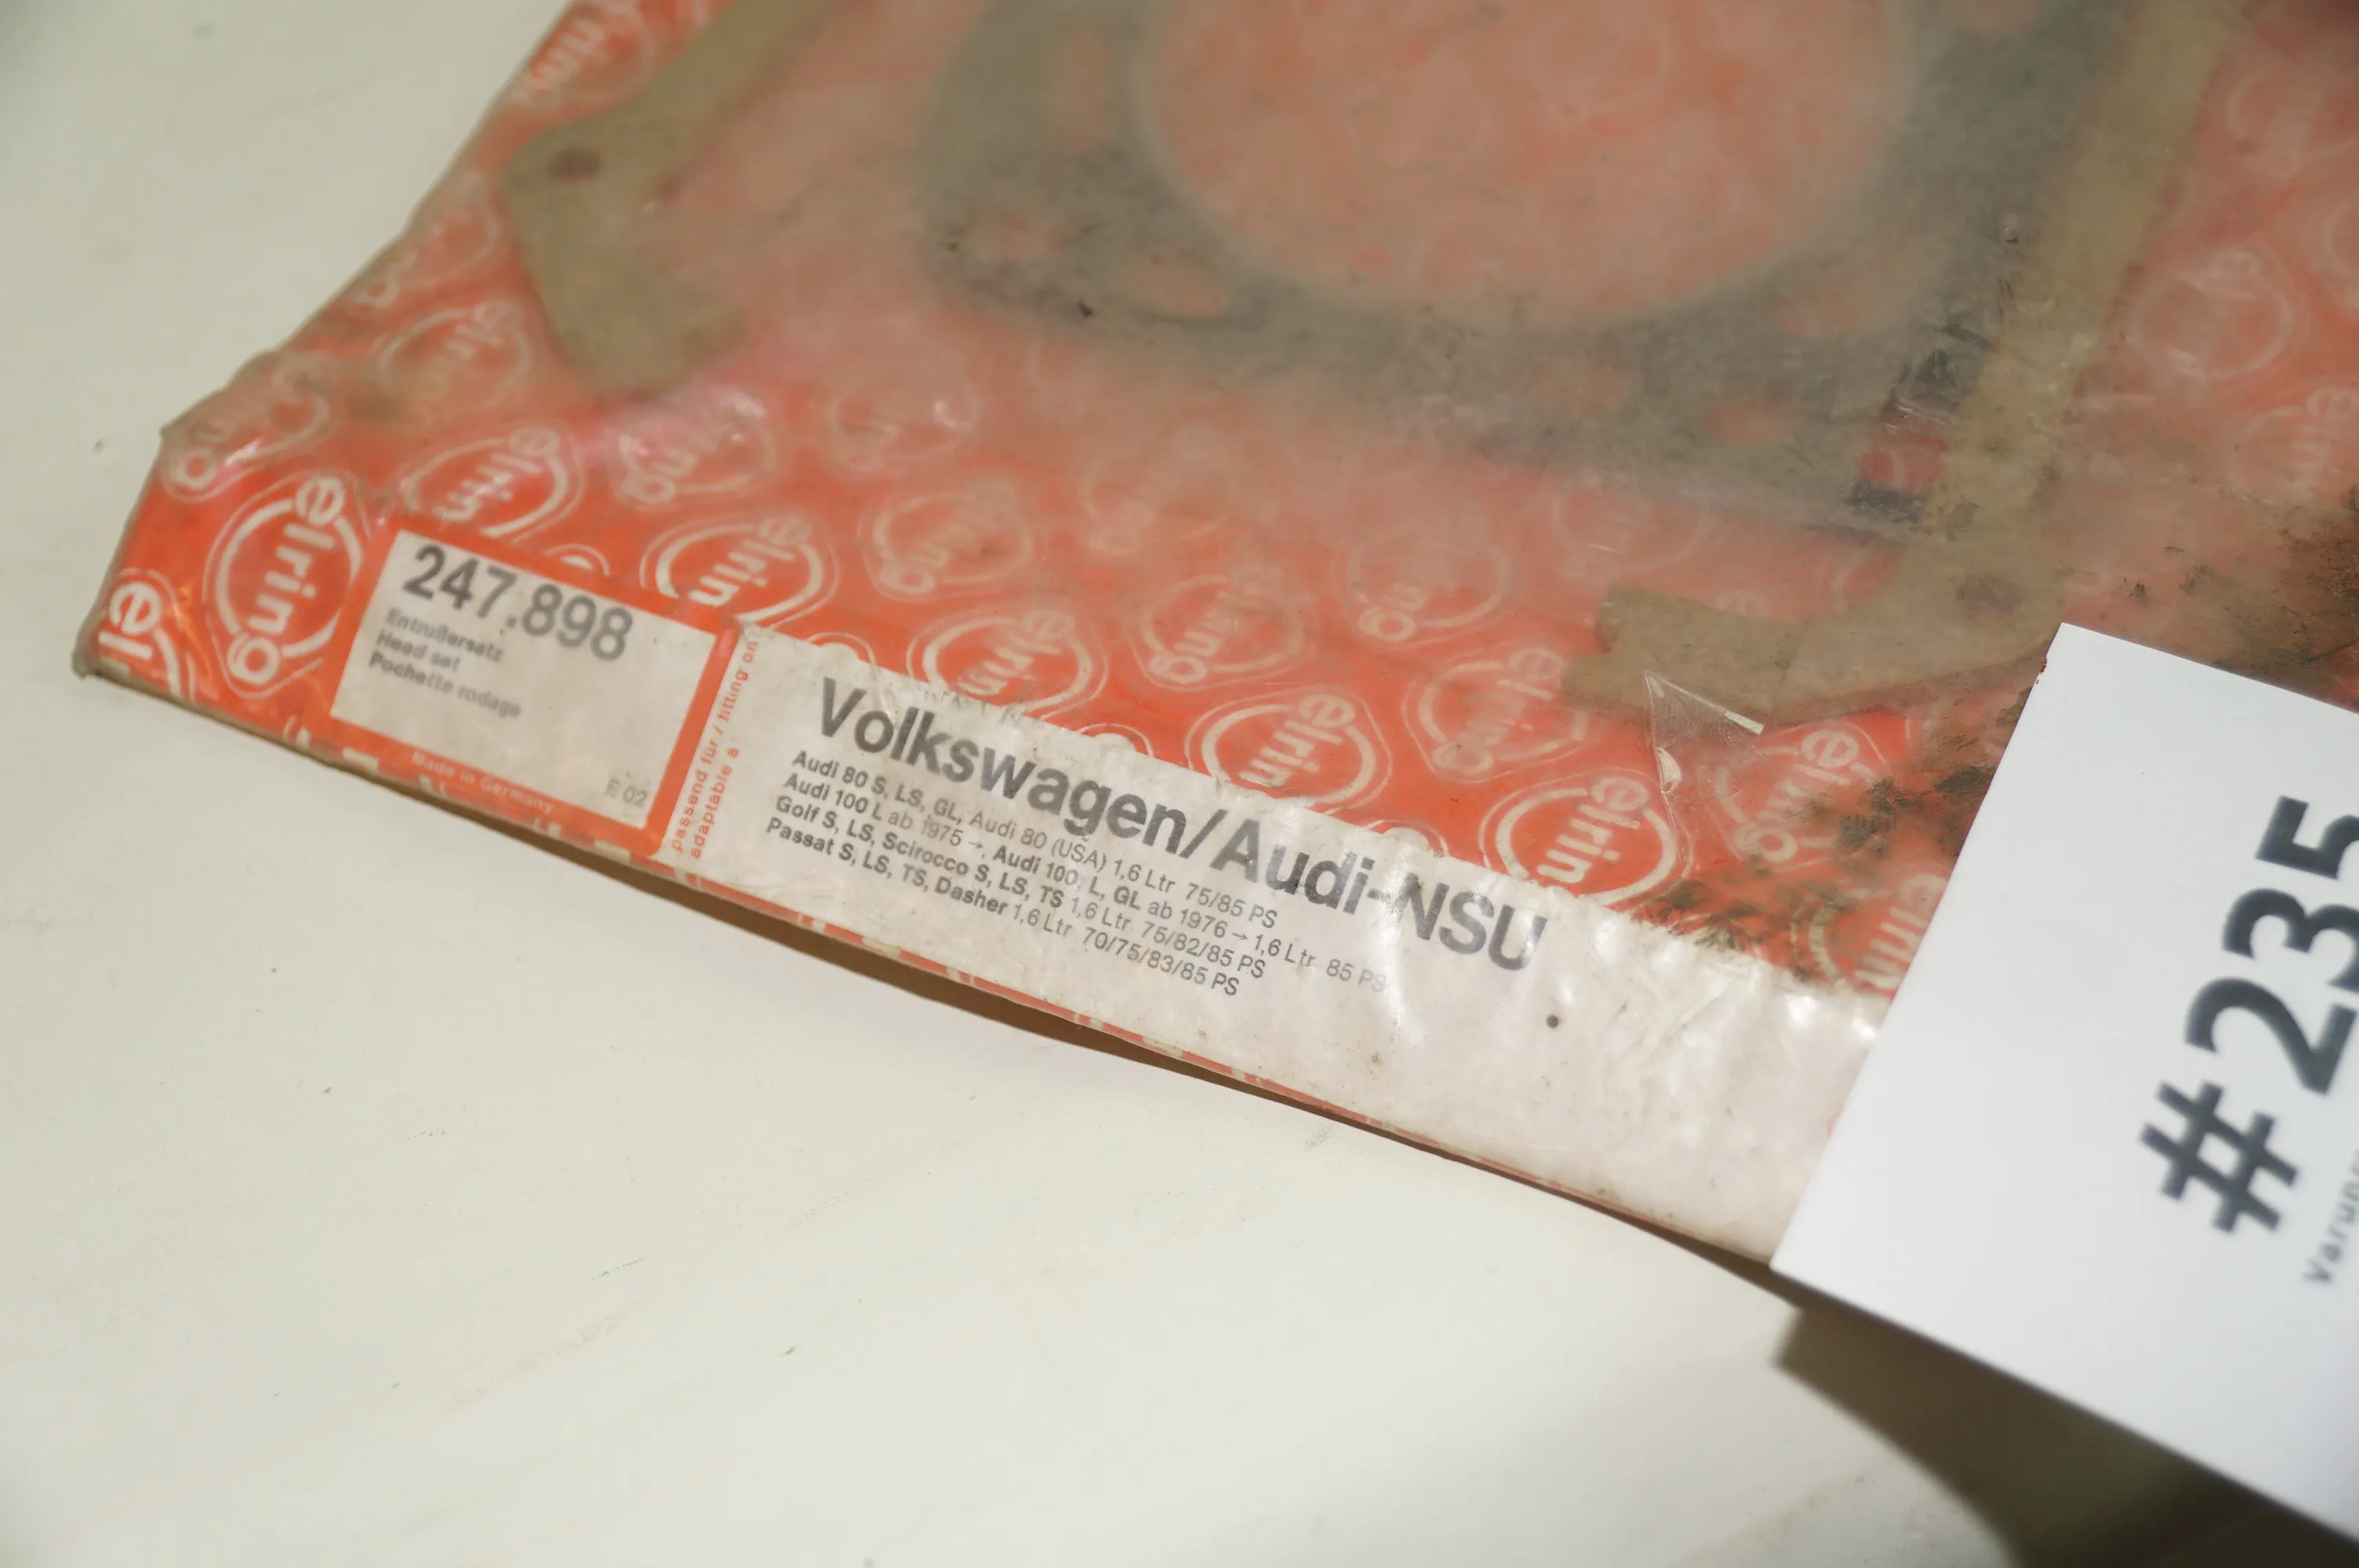 elring
247.898
Entrußersatz
Head set
Pochette rodage
Made in Germany
E 02
passend für / fitting on
adaptable à
Volkswagen/Audi-NSU
Audi 80 S, LS, GL, Audi 80 (USA) 1,6 Ltr 75/85 PS
Audi 100 L ab 1975→, Audi 100, L, GL ab 1976→1,6 Ltr 85 PS
Golf S, LS, Scirocco S, LS, TS 1,6 Ltr 75/82/85 PS
Passat S, LS, TS, Dasher 1,6 Ltr 70/75/83/85 PS
#235